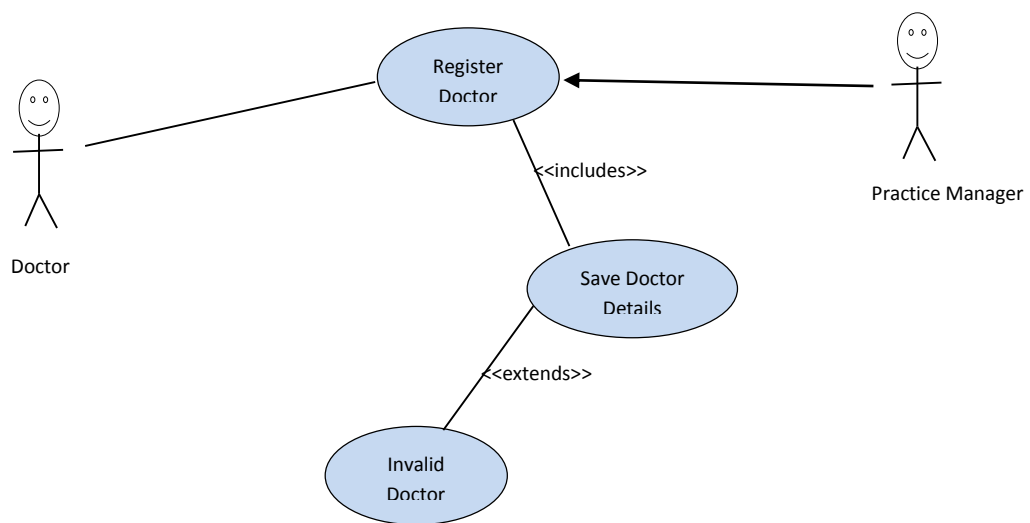 Register
Doctor
<<includes>>
Practice Manager
Doctor
Save Doctor
Details
<<extends>>
Invalid
Doctor